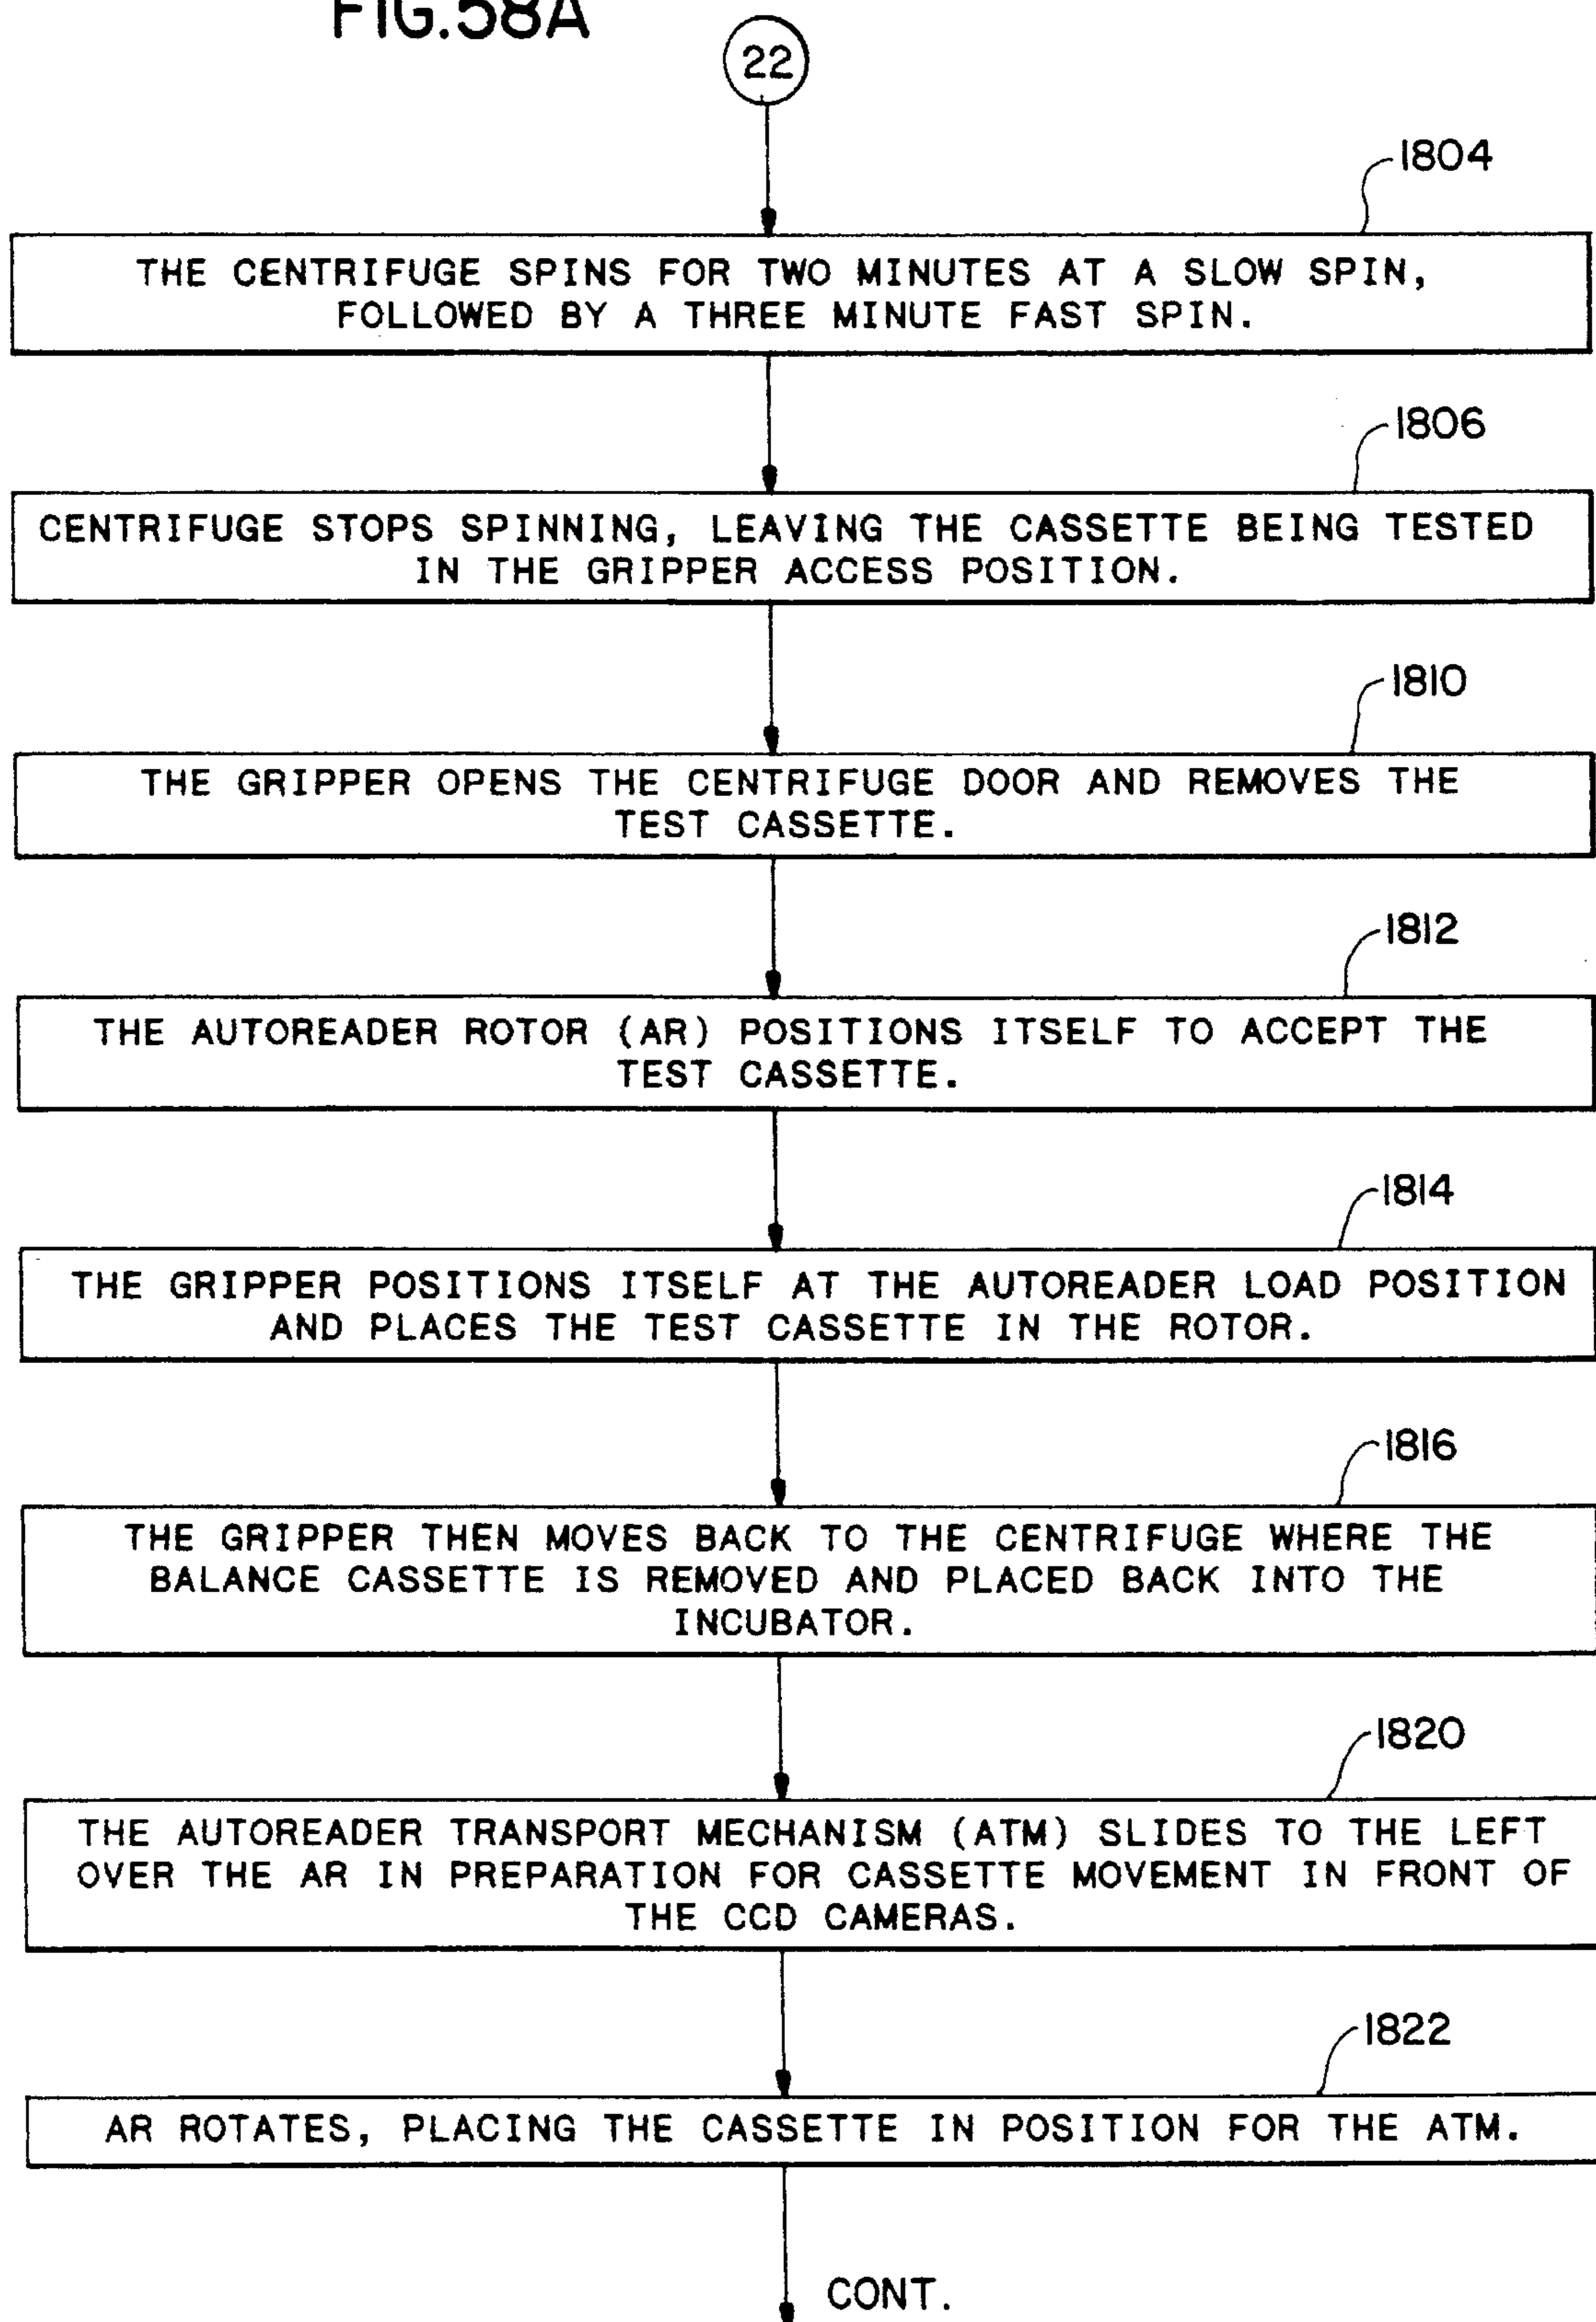 FIG.58A
22
1804
THE CENTRIFUGE SPINS FOR TWO MINUTES AT A SLOW SPIN,
FOLLOWED BY A THREE MINUTE FAST SPIN.
1806
CENTRIFUGE STOPS SPINNING, LEAVING THE CASSETTE BEING TESTED
IN THE GRIPPER ACCESS POSITION.
1810
THE GRIPPER OPENS THE CENTRIFUGE DOOR AND REMOVES THE
TEST CASSETTE.
1812
THE AUTOREADER ROTOR (AR) POSITIONS ITSELF TO ACCEPT THE
TEST CASSETTE.
1814
THE GRIPPER POSITIONS ITSELF AT THE AUTOREADER LOAD POSITION
AND PLACES THE TEST CASSETTE IN THE ROTOR.
1816
THE GRIPPER THEN MOVES BACK TO THE CENTRIFUGE WHERE THE
BALANCE CASSETTE IS REMOVED AND PLACED BACK INTO THE
INCUBATOR.
1820
THE AUTOREADER TRANSPORT MECHANISM (ATM) SLIDES TO THE LEFT
OVER THE AR IN PREPARATION FOR CASSETTE MOVEMENT IN FRONT OF
THE CCD CAMERAS.
1822
AR ROTATES, PLACING THE CASSETTE IN POSITION FOR THE ATM.
CONT.